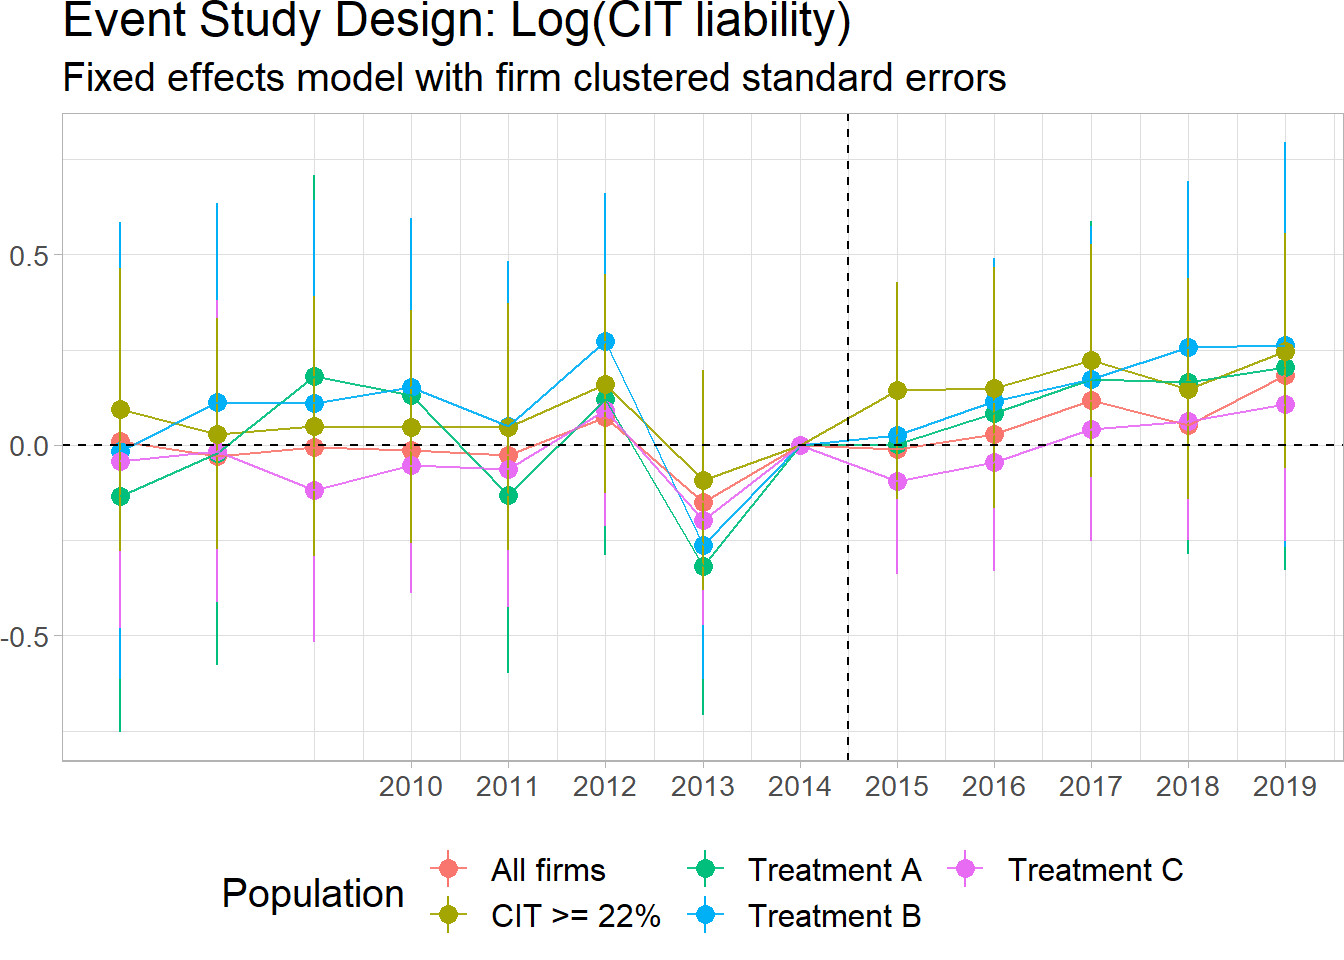 Event Study Design: Log(CIT liability)
Fixed effects model with firm clustered standard errors
0.5
0.0
-0.5
2010 2011 2012 2013 2014 2015 2016 2017 2018 2019
Population
All firms Treatment A Treatment C
CIT >= 22% Treatment B